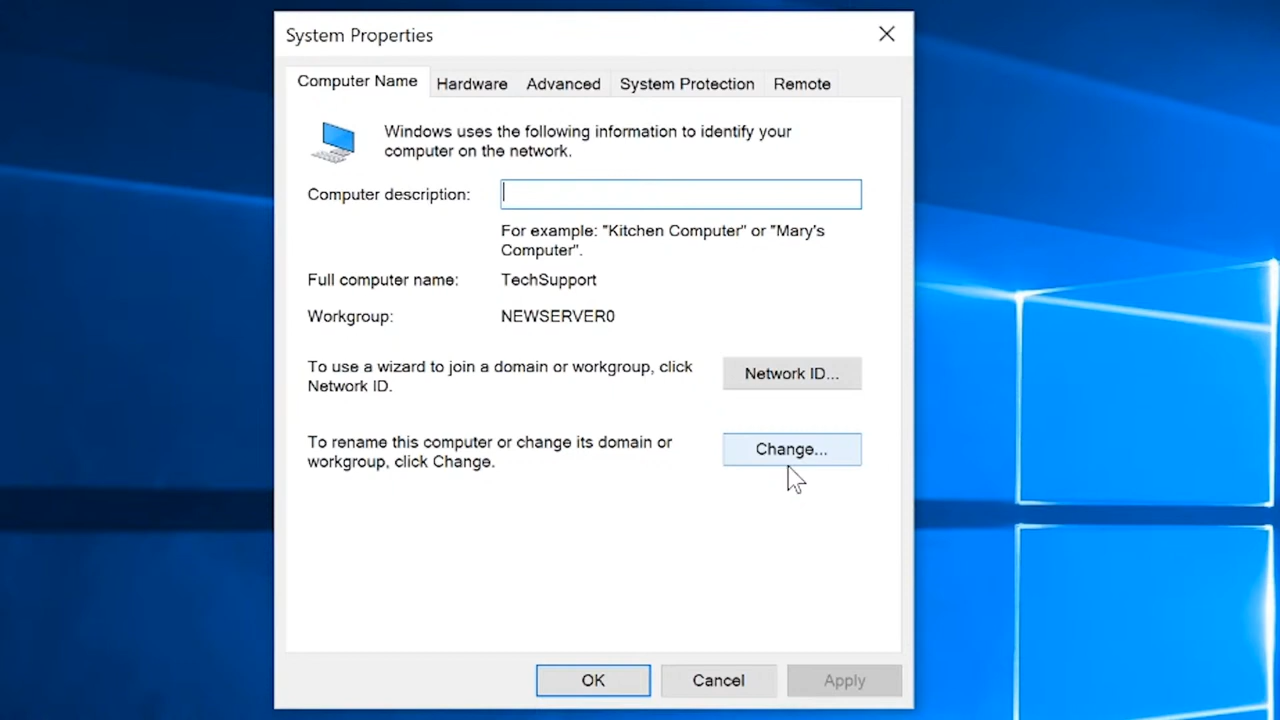 System Properties
Computer Name Hardware Advanced System Protection Remote
Windows uses the following information to identify your
computer on the network.
Computer description:
For example: "Kitchen Computer" or "Mary's
Computer".
Full computer name: TechSupport
Workgroup: NEWSERVER0
To use a wizard to join a domain or workgroup, click
Network ID.
Network ID...
To rename this computer or change its domain or
workgroup, click Change.
Change...
OK Cancel Apply